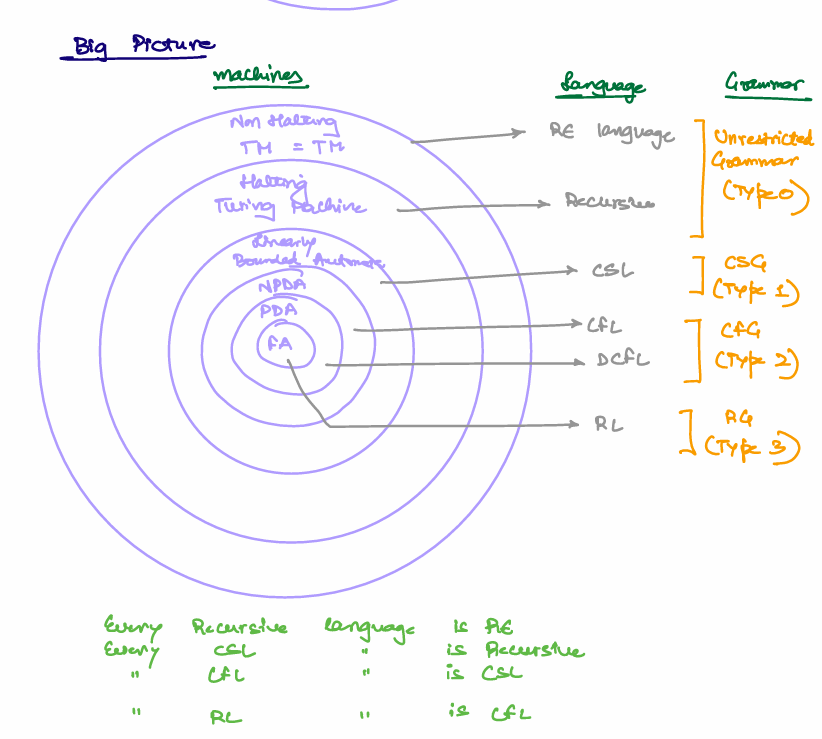 Big Picture
machines
Language
Grammar
Non Halting
TM = TM
RE language
Unrestricted
Grammar
(Type 0)
Halting
Turing Machine
Recursive
Linearly
Bounded Automata
CSL
CSG
(Type 1)
NPDA
PDA
FA
CFL
DCFL
CFG
(Type 2)
RL
RG
(Type 3)
Every Recursive language is RE
Every CSL " is Recursive
" CFL " is CSL
" RL " is CFL